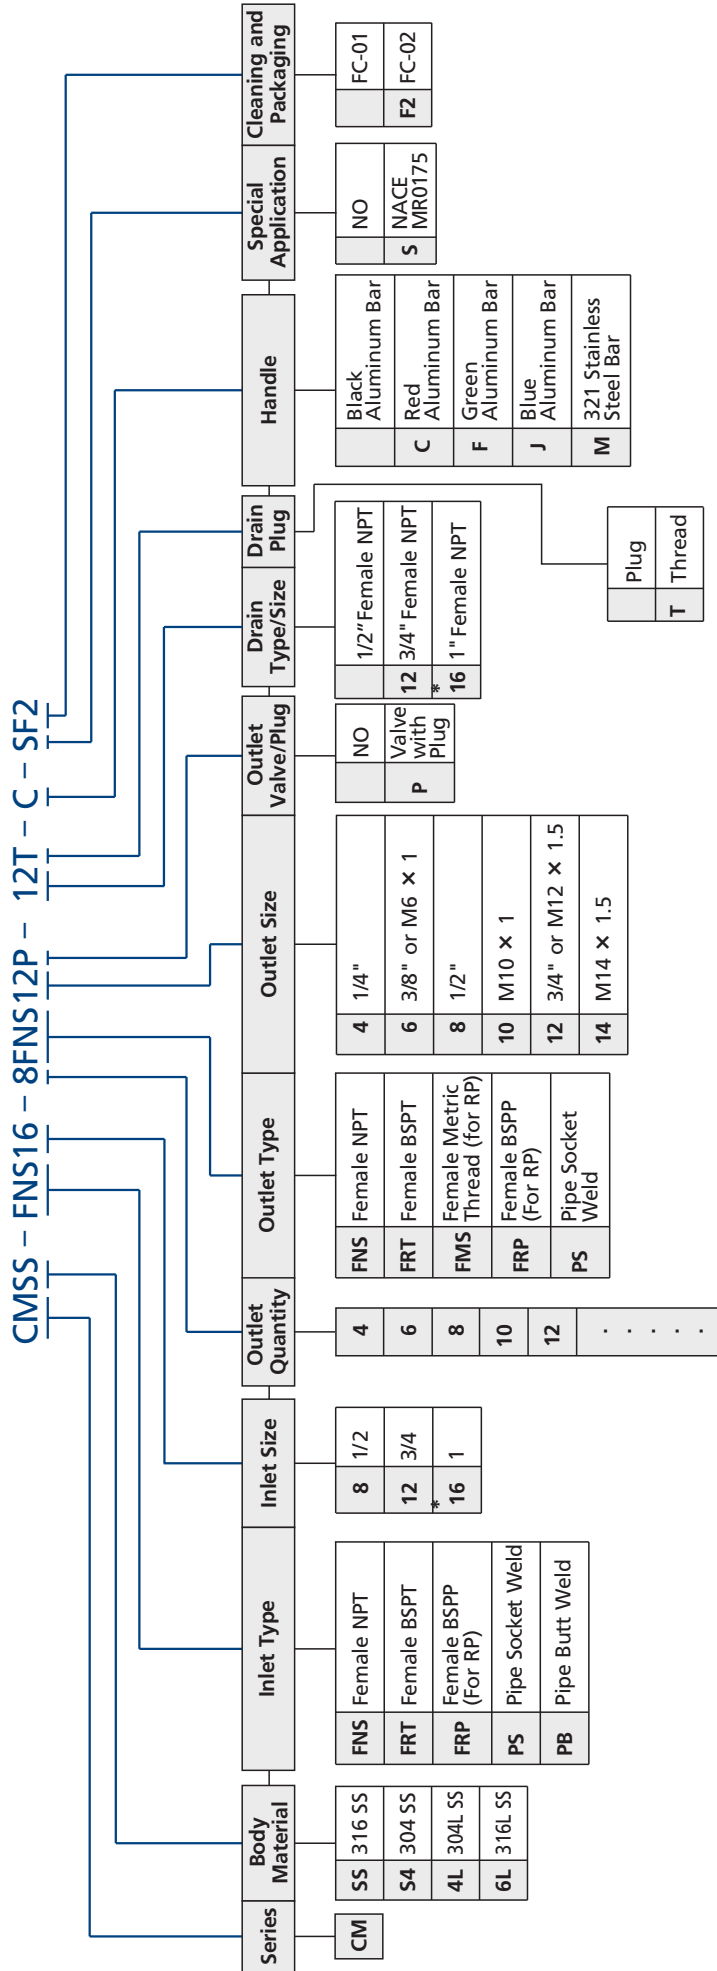 CMSS – FNS16 – 8FNS12P – 12T – C – SF2
Series
CM
Body
Material
SS 316 SS
S4 304 SS
4L 304L SS
6L 316L SS
Inlet Type
FNS Female NPT
FRT Female BSPT
FRP Female BSPP
(For RP)
PS Pipe Socket Weld
PB Pipe Butt Weld
Inlet Size
8 1/2
12 3/4
* 16 1
Outlet
Quantity
4
6
8
10
12
. . . . .
Outlet Type
FNS Female NPT
FRT Female BSPT
FMS Female Metric
Thread (for RP)
FRP Female BSPP
(For RP)
PS Pipe Socket
Weld
Outlet Size
4 1/4"
6 3/8" or M6 × 1
8 1/2"
10 M10 × 1
12 3/4" or M12 × 1.5
14 M14 × 1.5
Outlet
Valve/Plug
NO
P Valve
with
Plug
Drain
Type/Size
1/2" Female NPT
12 3/4" Female NPT
* 16 1" Female NPT
Drain
Plug
Plug
T Thread
Handle
Black
Aluminum Bar
C Red
Aluminum Bar
F Green
Aluminum Bar
J Blue
Aluminum Bar
M 321 Stainless
Steel Bar
Special
Application
NO
S NACE
MR0175
Cleaning and
Packaging
FC-01
F2 FC-02